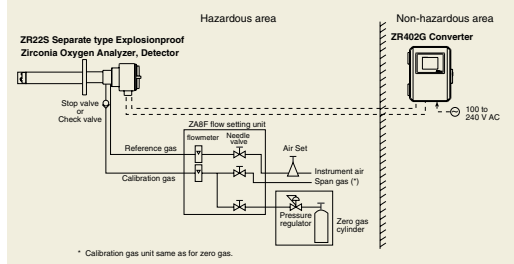 Hazardous area
Non-hazardous area
ZR22S Separate type Explosionproof
Zirconia Oxygen Analyzer, Detector
ZR402G Converter
Stop valve
or
Check valve
100 to
240 V AC
ZA8F flow setting unit
flowmeter
Needle
valve
Air Set
Reference gas
Instrument air
Calibration gas
Span gas (*)
Pressure
regulator
Zero gas
cylinder
* Calibration gas unit same as for zero gas.